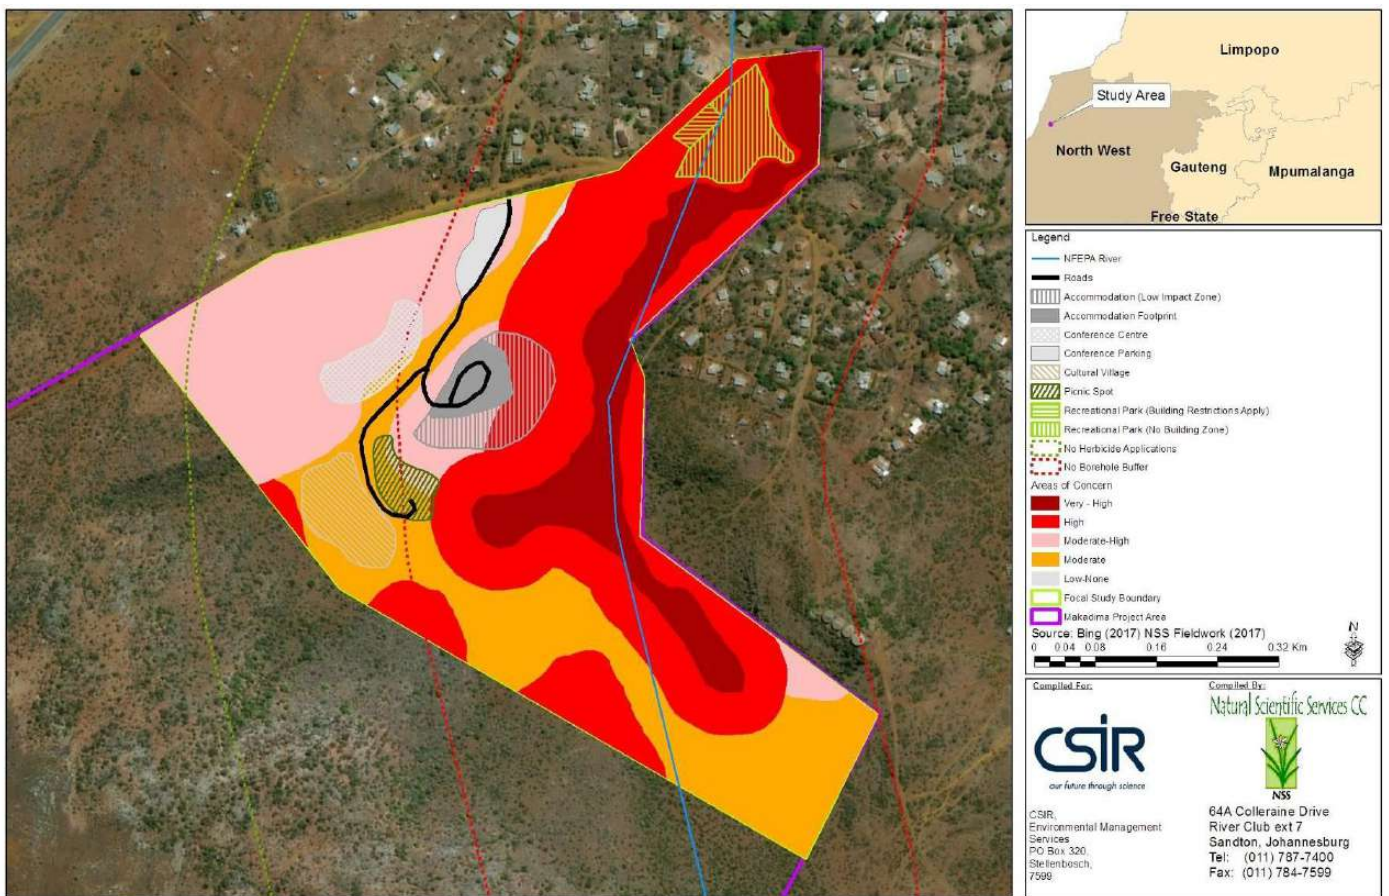 Limpopo
Study Area
North West
Gauteng
Mpumalanga
Free State
Legend
NFEPA River
Roads
Accommodation (Low Impact Zone)
Accommodation Footprint
Conference Centre
Conference Parking
Cultural Village
Picnic Spot
Recreational Park (Building Restrictions Apply)
Recreational Park (No Building Zone)
No Herbicide Applications
No Borehole Buffer
Areas of Concern
Very - High
High
Moderate-High
Moderate
Low-None
Focal Study Boundary
Makadima Project Area
Source: Bing (2017) NSS Fieldwork (2017)
N
0 0.04 0.08 0.16 0.24 0.32 Km
Compiled For:
CSIR
our future through science
CSIR,
Environmental Management
Services
PO Box 320,
Stellenbosch,
7599
Compiled By:
Natural Scientific Services CC
NSS
64A Colleraine Drive
River Club ext 7
Sandton, Johannesburg
Tel: (011) 787-7400
Fax: (011) 784-7599